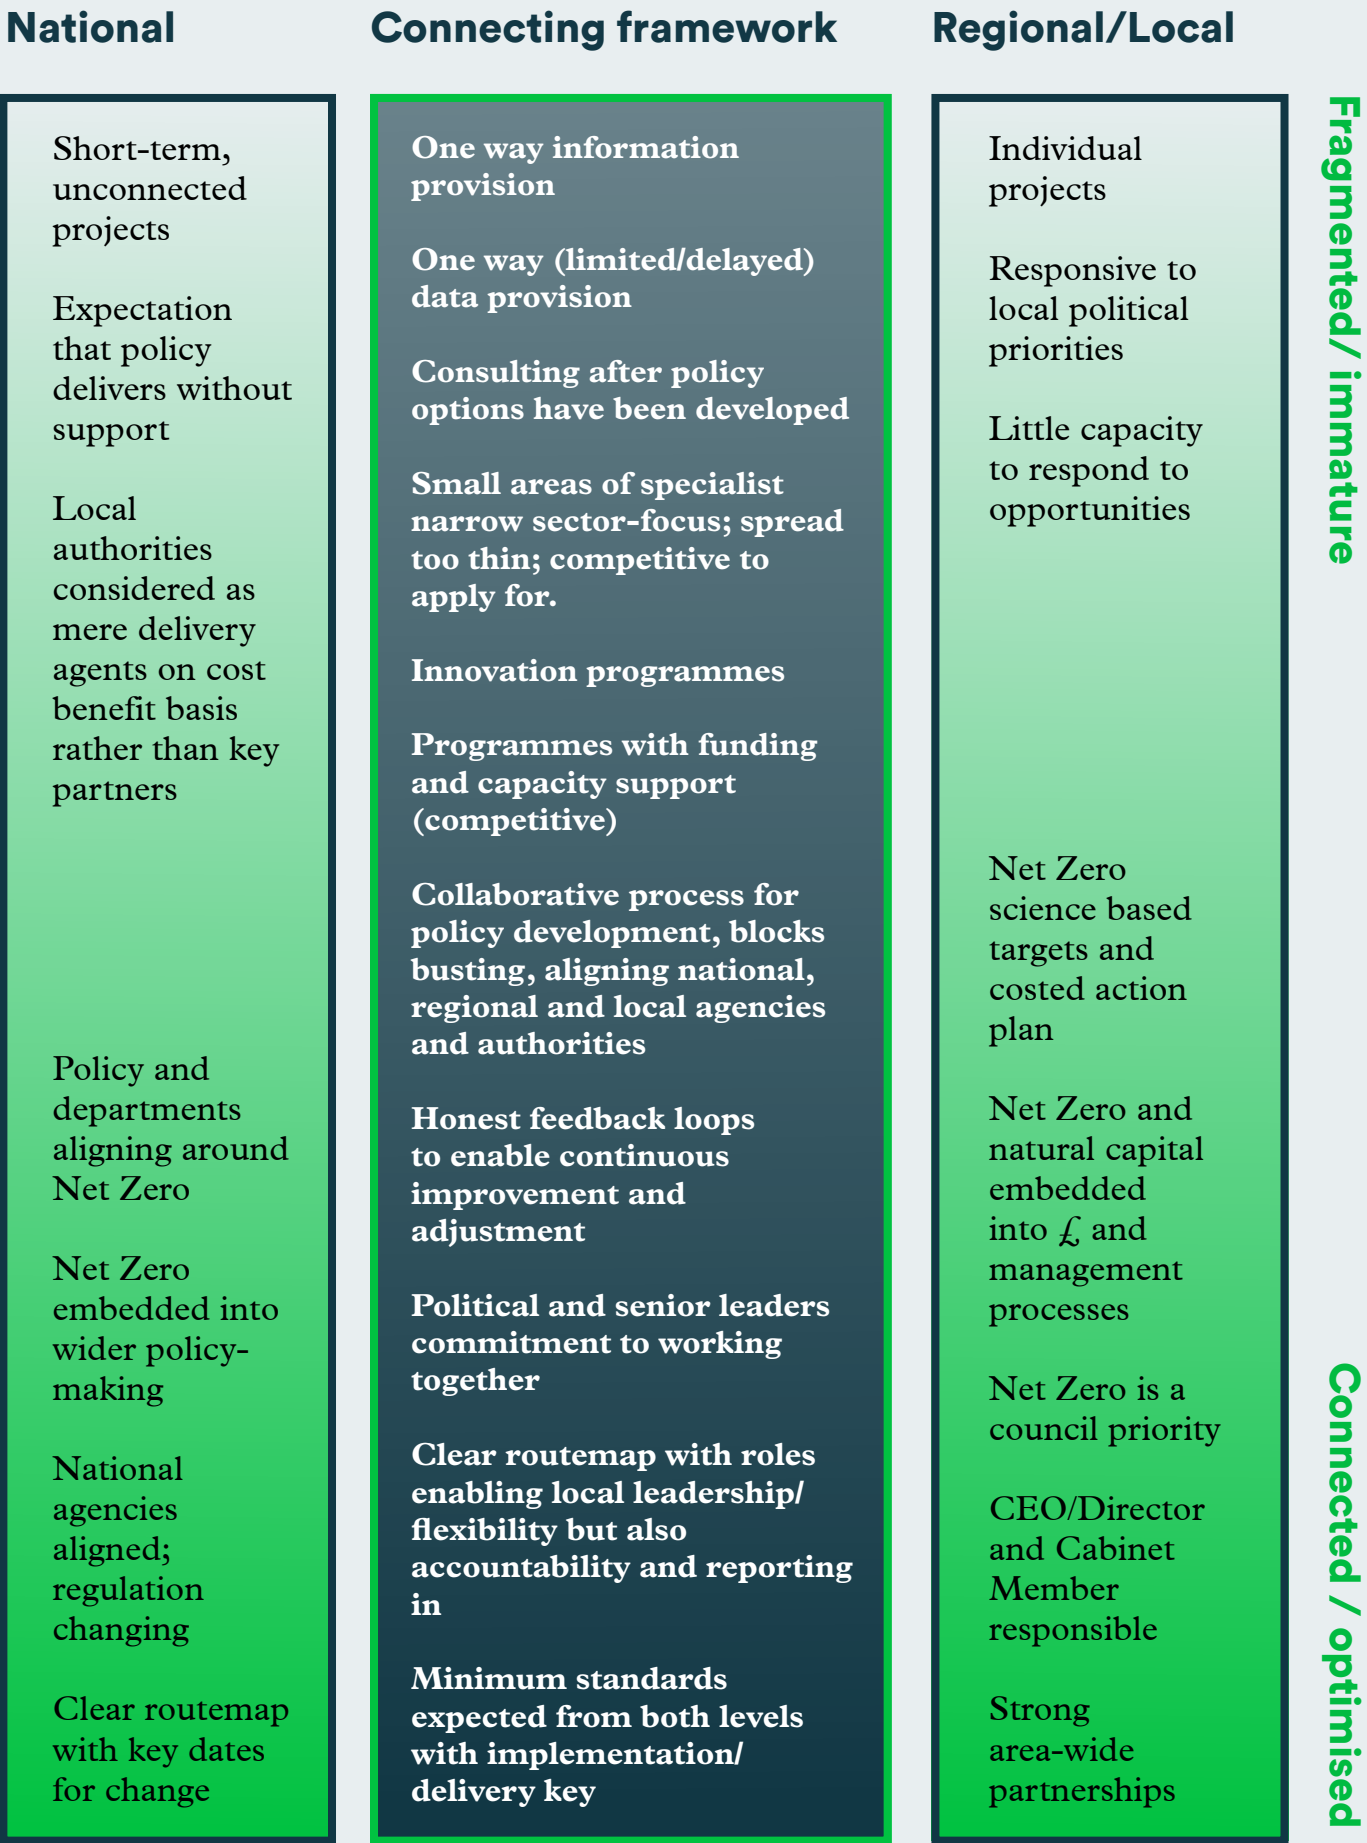 National
Short-term,
unconnected
projects
Expectation
that policy
delivers without
support
Local
authorities
considered as
mere delivery
agents on cost
benefit basis
rather than key
partners
Policy and
departments
aligning around
Net Zero
Net Zero
embedded into
wider policy-
making
National
agencies
aligned;
regulation
changing
Clear routemap
with key dates
for change
Connecting framework
One way information
provision
One way (limited/delayed)
data provision
Consulting after policy
options have been developed
Small areas of specialist
narrow sector-focus; spread
too thin; competitive to
apply for.
Innovation programmes
Programmes with funding
and capacity support
(competitive)
Collaborative process for
policy development, blocks
busting, aligning national,
regional and local agencies
and authorities
Honest feedback loops
to enable continuous
improvement and
adjustment
Political and senior leaders
commitment to working
together
Clear routemap with roles
enabling local leadership/
flexibility but also
accountability and reporting
in
Minimum standards
expected from both levels
with implementation/
delivery key
Regional/Local
Individual
projects
Responsive to
local political
priorities
Little capacity
to respond to
opportunities
Net Zero
science based
targets and
costed action
plan
Net Zero and
natural capital
embedded
into £ and
management
processes
Net Zero is a
council priority
CEO/Director
and Cabinet
Member
responsible
Strong
area-wide
partnerships
Fragmented/ immature
Connected / optimised